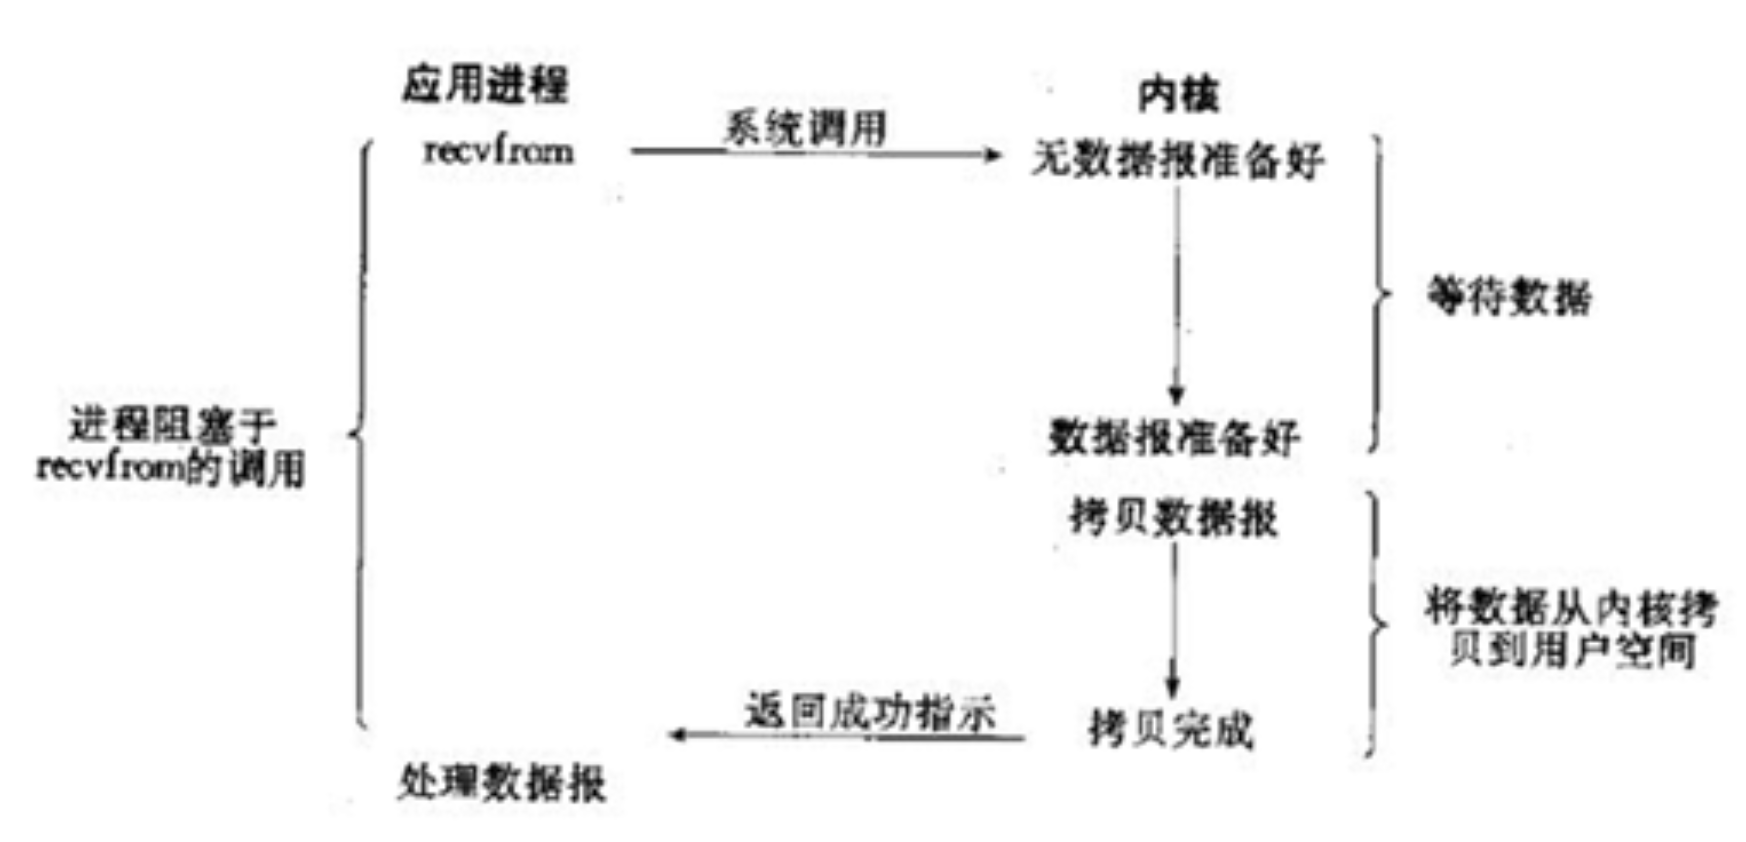 应用进程
内核
recvfrom
系统调用
无数据报准备好
等待数据
进程阻塞于
recvfrom的调用
数据报准备好
拷贝数据报
将数据从内核拷
贝到用户空间
返回成功指示
拷贝完成
处理数据报